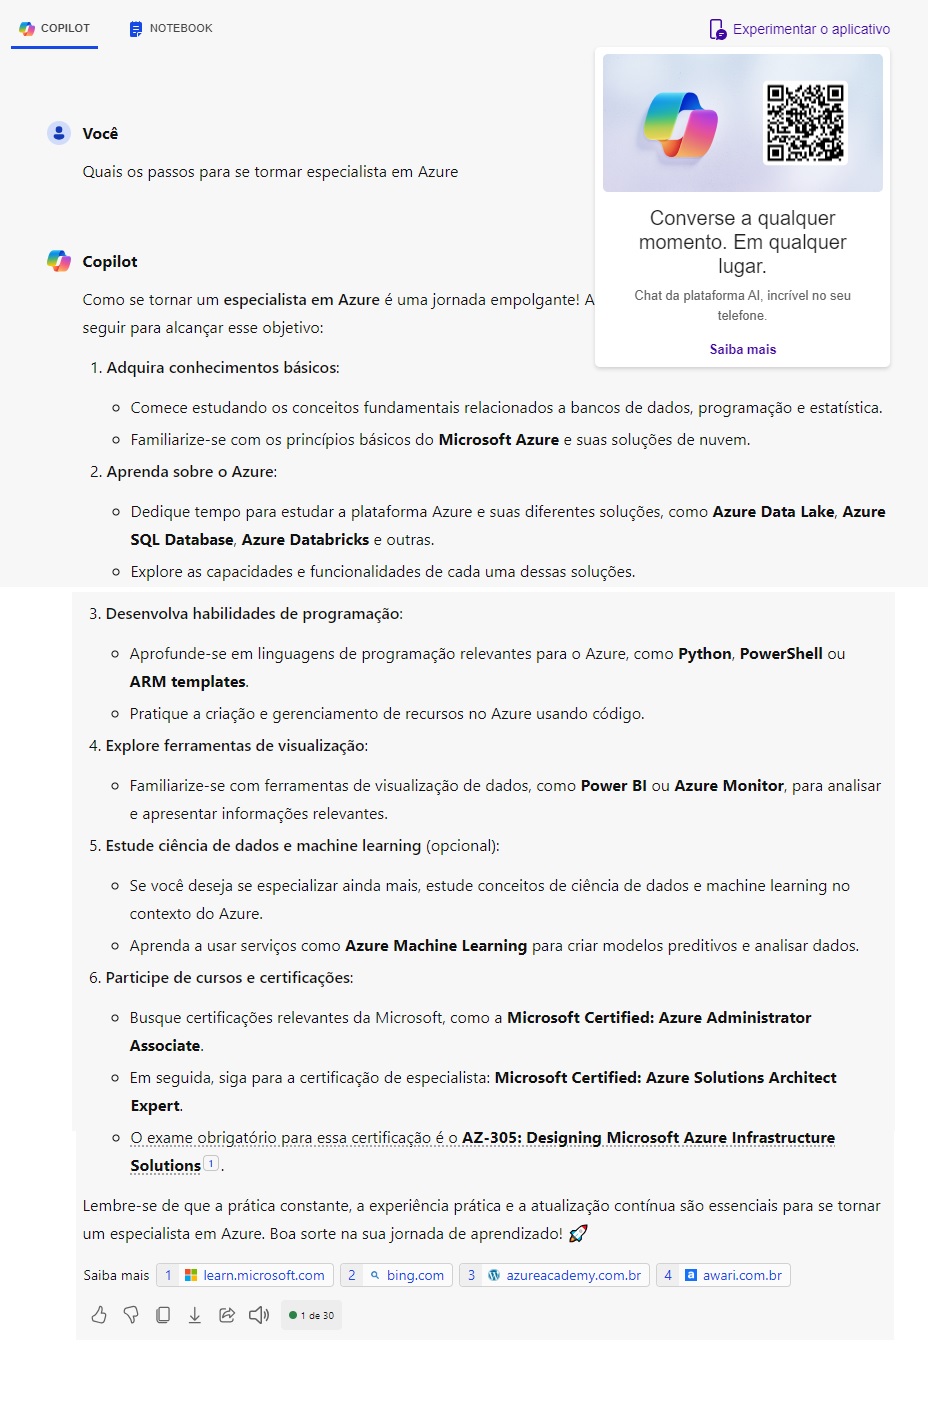 COPILOT
NOTEBOOK
Experimentar o aplicativo
Converse a qualquer
momento. Em qualquer
lugar.
Chat da plataforma AI, incrível no seu
telefone.
Saiba mais
Você
Quais os passos para se tormar especialista em Azure
Copilot
Como se tornar um especialista em Azure é uma jornada empolgante! A
seguir para alcançar esse objetivo:
1. Adquira conhecimentos básicos:
Comece estudando os conceitos fundamentais relacionados a bancos de dados, programação e estatística.
Familiarize-se com os princípios básicos do Microsoft Azure e suas soluções de nuvem.
2. Aprenda sobre o Azure:
Dedique tempo para estudar a plataforma Azure e suas diferentes soluções, como Azure Data Lake, Azure
SQL Database, Azure Databricks e outras.
Explore as capacidades e funcionalidades de cada uma dessas soluções.
3. Desenvolva habilidades de programação:
Aprofunde-se em linguagens de programação relevantes para o Azure, como Python, PowerShell ou
ARM templates.
Pratique a criação e gerenciamento de recursos no Azure usando código.
4. Explore ferramentas de visualização:
Familiarize-se com ferramentas de visualização de dados, como Power BI ou Azure Monitor, para analisar
e apresentar informações relevantes.
5. Estude ciência de dados e machine learning (opcional):
Se você deseja se especializar ainda mais, estude conceitos de ciência de dados e machine learning no
contexto do Azure.
Aprenda a usar serviços como Azure Machine Learning para criar modelos preditivos e analisar dados.
6. Participe de cursos e certificações:
Busque certificações relevantes da Microsoft, como a Microsoft Certified: Azure Administrator
Associate.
Em seguida, siga para a certificação de especialista: Microsoft Certified: Azure Solutions Architect
Expert.
O exame obrigatório para essa certificação é o AZ-305: Designing Microsoft Azure Infrastructure
Solutions 1 .
Lembre-se de que a prática constante, a experiência prática e a atualização contínua são essenciais para se tornar
um especialista em Azure. Boa sorte na sua jornada de aprendizado! 🚀
Saiba mais 1 learn.microsoft.com 2 bing.com 3 azureacademy.com.br 4 awari.com.br
1 de 30